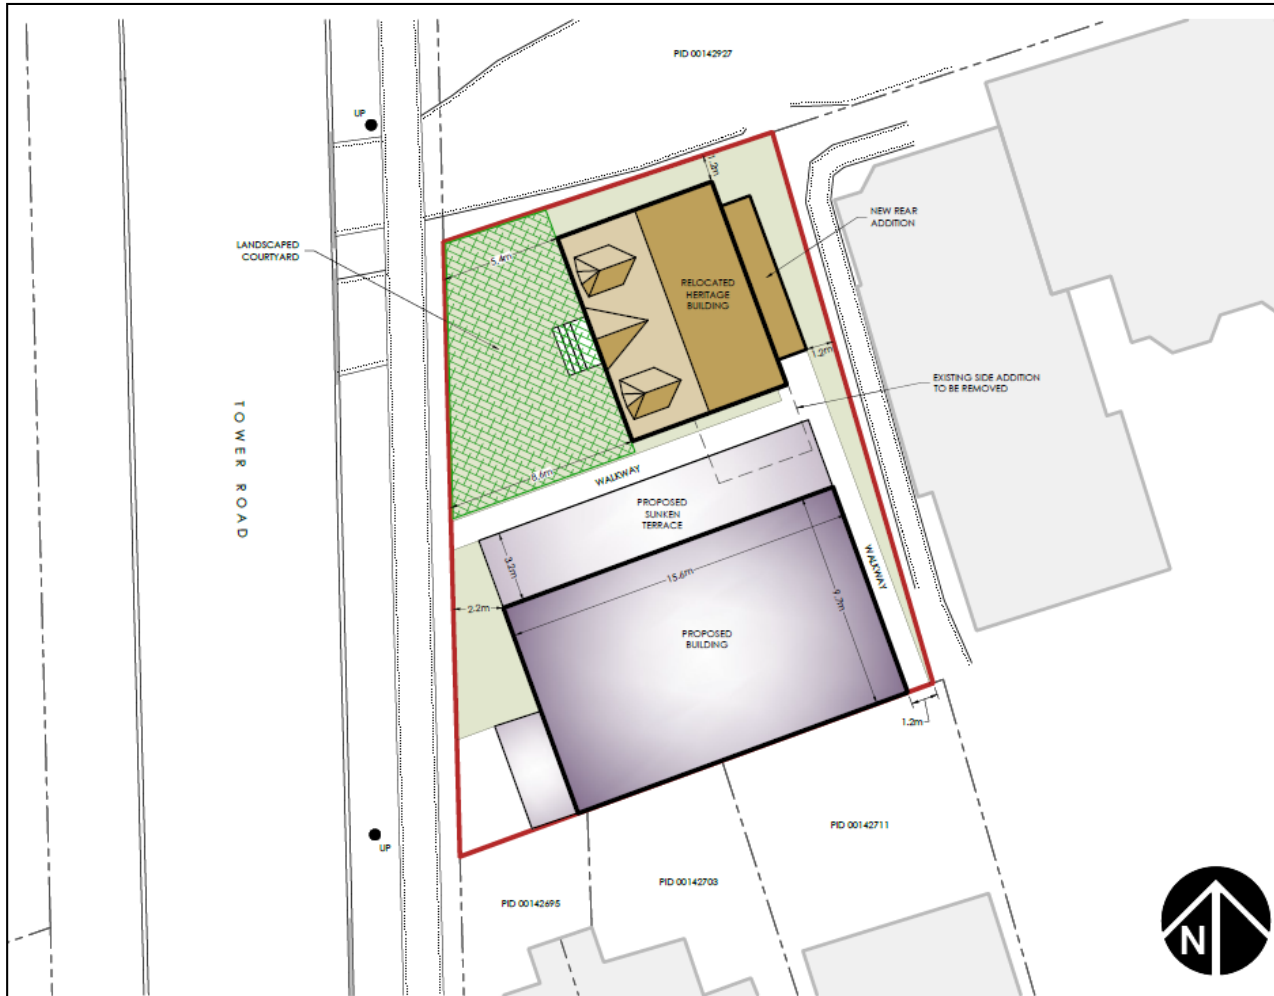 PID 00142927
UP
1.2m
NEW REAR
ADDITION
LANDSCAPED
COURTYARD
5.4m
RELOCATED
HERITAGE
BUILDING
1.2m
EXISTING SIDE ADDITION
TO BE REMOVED
TOWER ROAD
8.6m
WALKWAY
PROPOSED
SUNKEN
TERRACE
3.2m
15.6m
9.7m
WALKWAY
2.2m
PROPOSED
BUILDING
1.2m
UP
PID 00142711
PID 00142703
PID 00142695
N